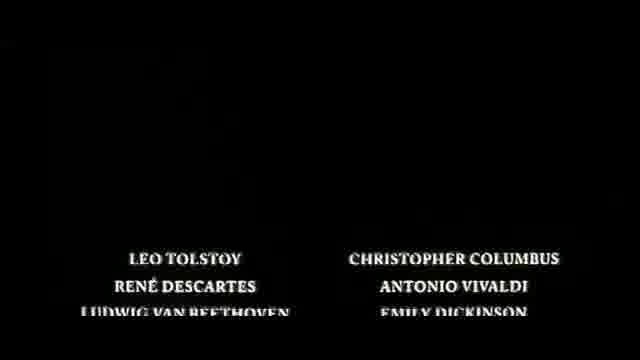 LEO TOLSTOY CHRISTOPHER COLUMBUS
RENÉ DESCARTES ANTONIO VIVALDI
LUDWIG VAN BEETHOVEN EMILY DICKINSON